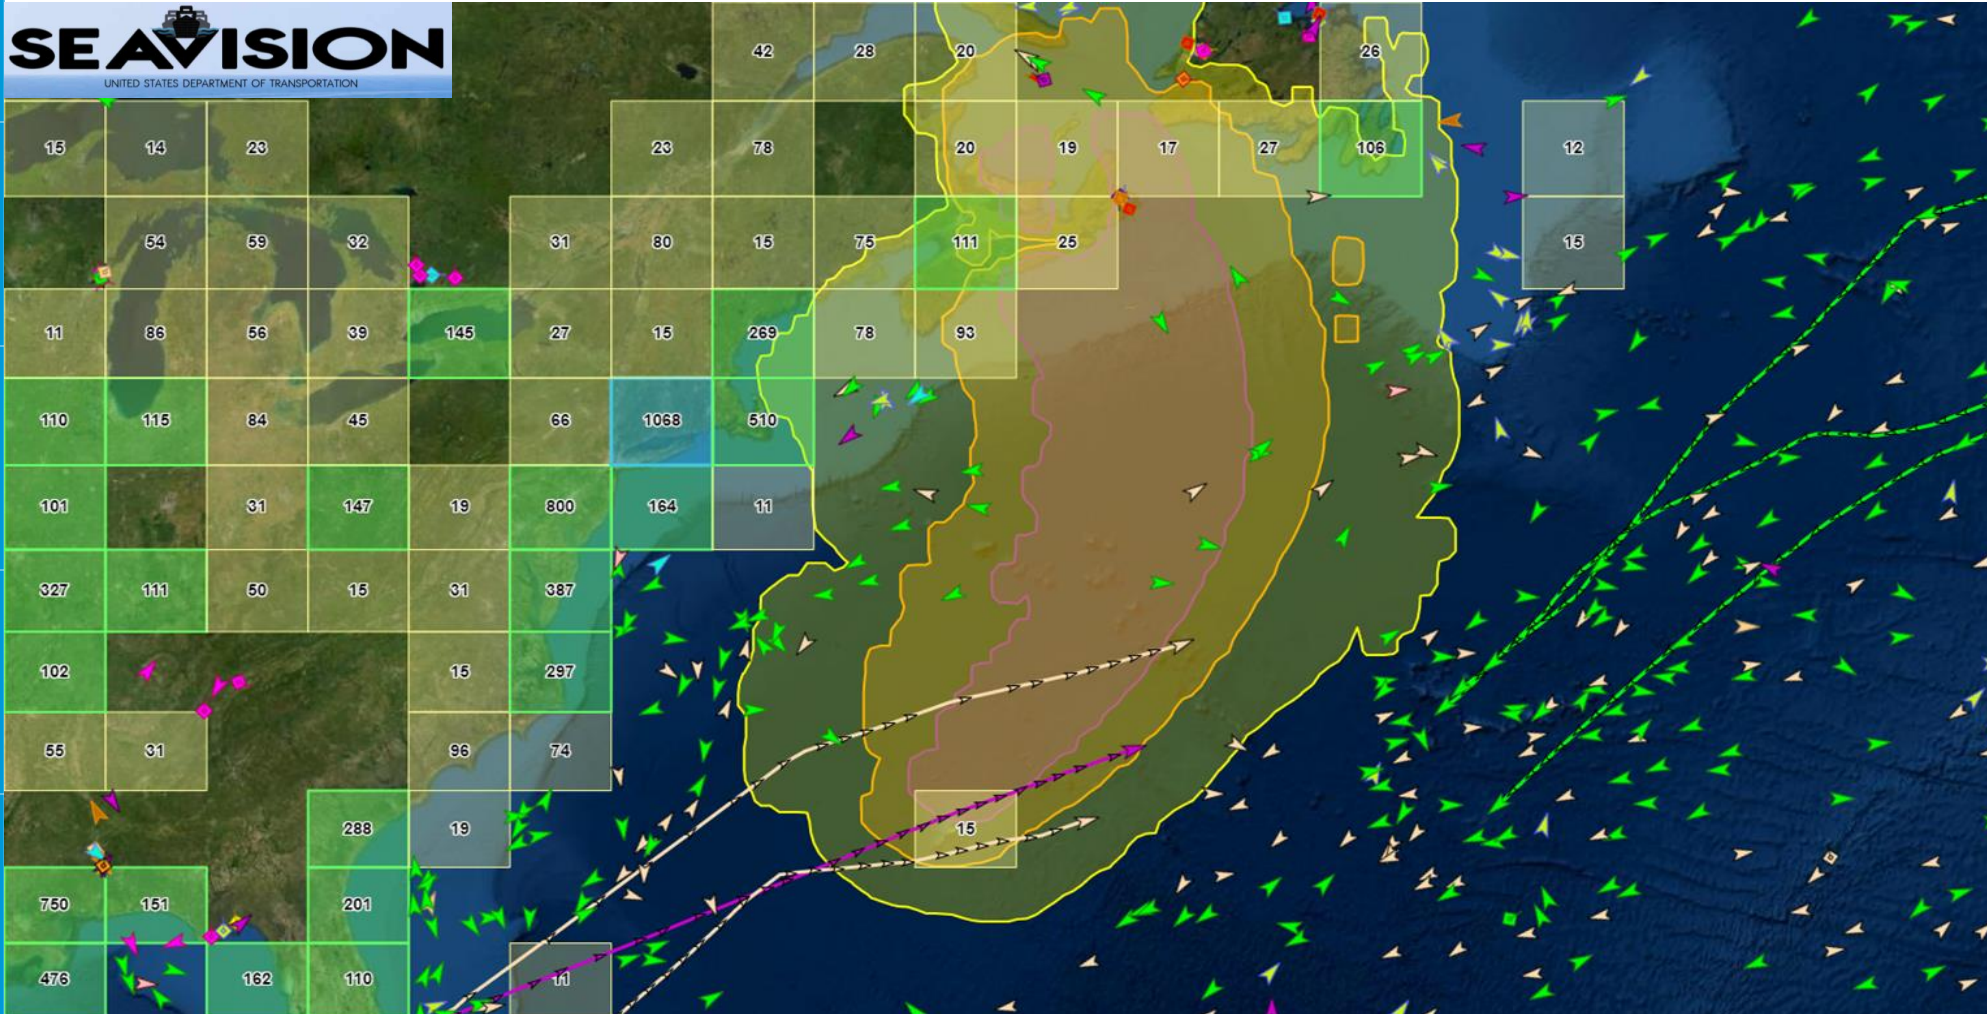 SEAVISION
UNITED STATES DEPARTMENT OF TRANSPORTATION
42 28 20 26
15 14 23 23 78 20 19 17 27 106 12
54 59 32 31 80 15 75 111 25 15
11 86 56 39 145 27 15 269 78 93
110 115 84 45 66 1068 510
101 31 147 19 800 164 11
327 111 50 15 31 387
102 15 297
55 31 96 74
288 19 15
750 151 201
476 162 110 11